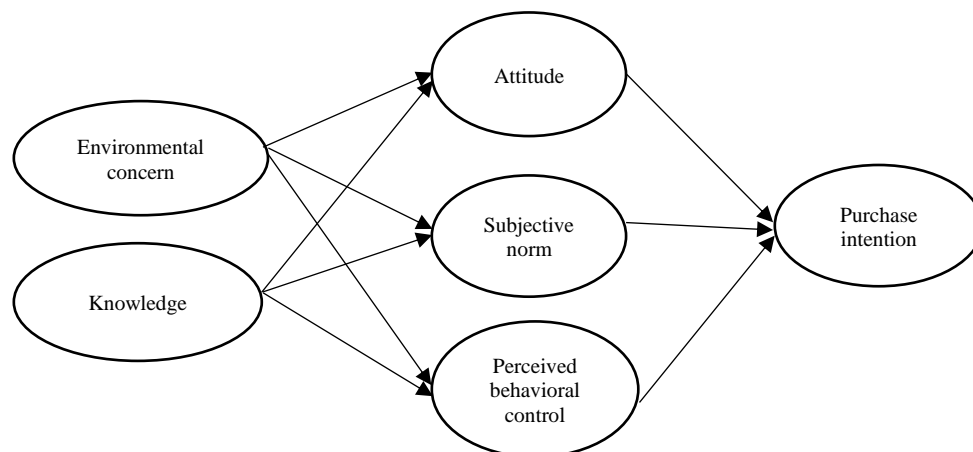 Environmental
concern
Knowledge
Attitude
Subjective
norm
Perceived
behavioral
control
Purchase
intention